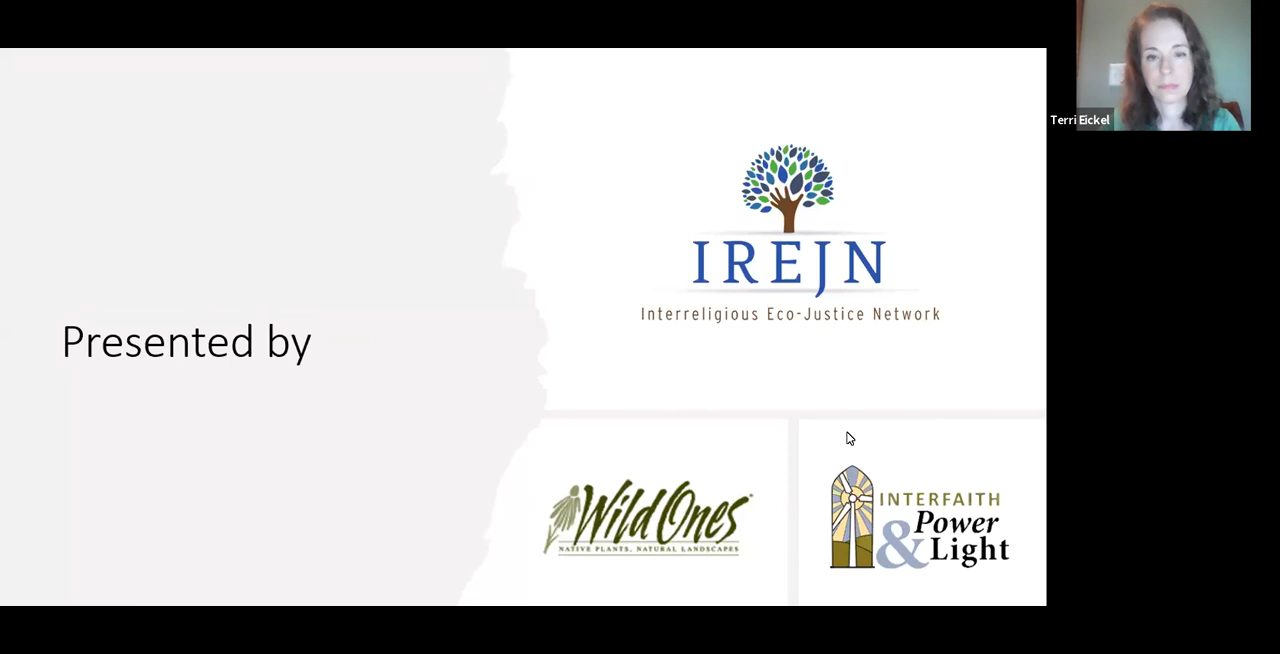 Terri Eickel
IREJN
Interreligious Eco-Justice Network
Presented by
Wild Ones®
NATIVE PLANTS, NATURAL LANDSCAPES
INTERFAITH
Power
& Light